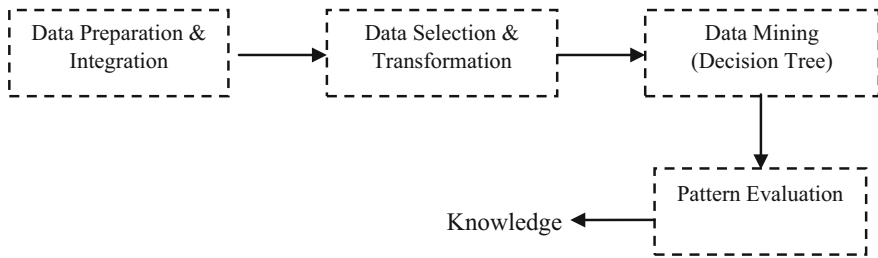 Data Preparation &
Integration
Data Selection &
Transformation
Data Mining
(Decision Tree)
Pattern Evaluation
Knowledge